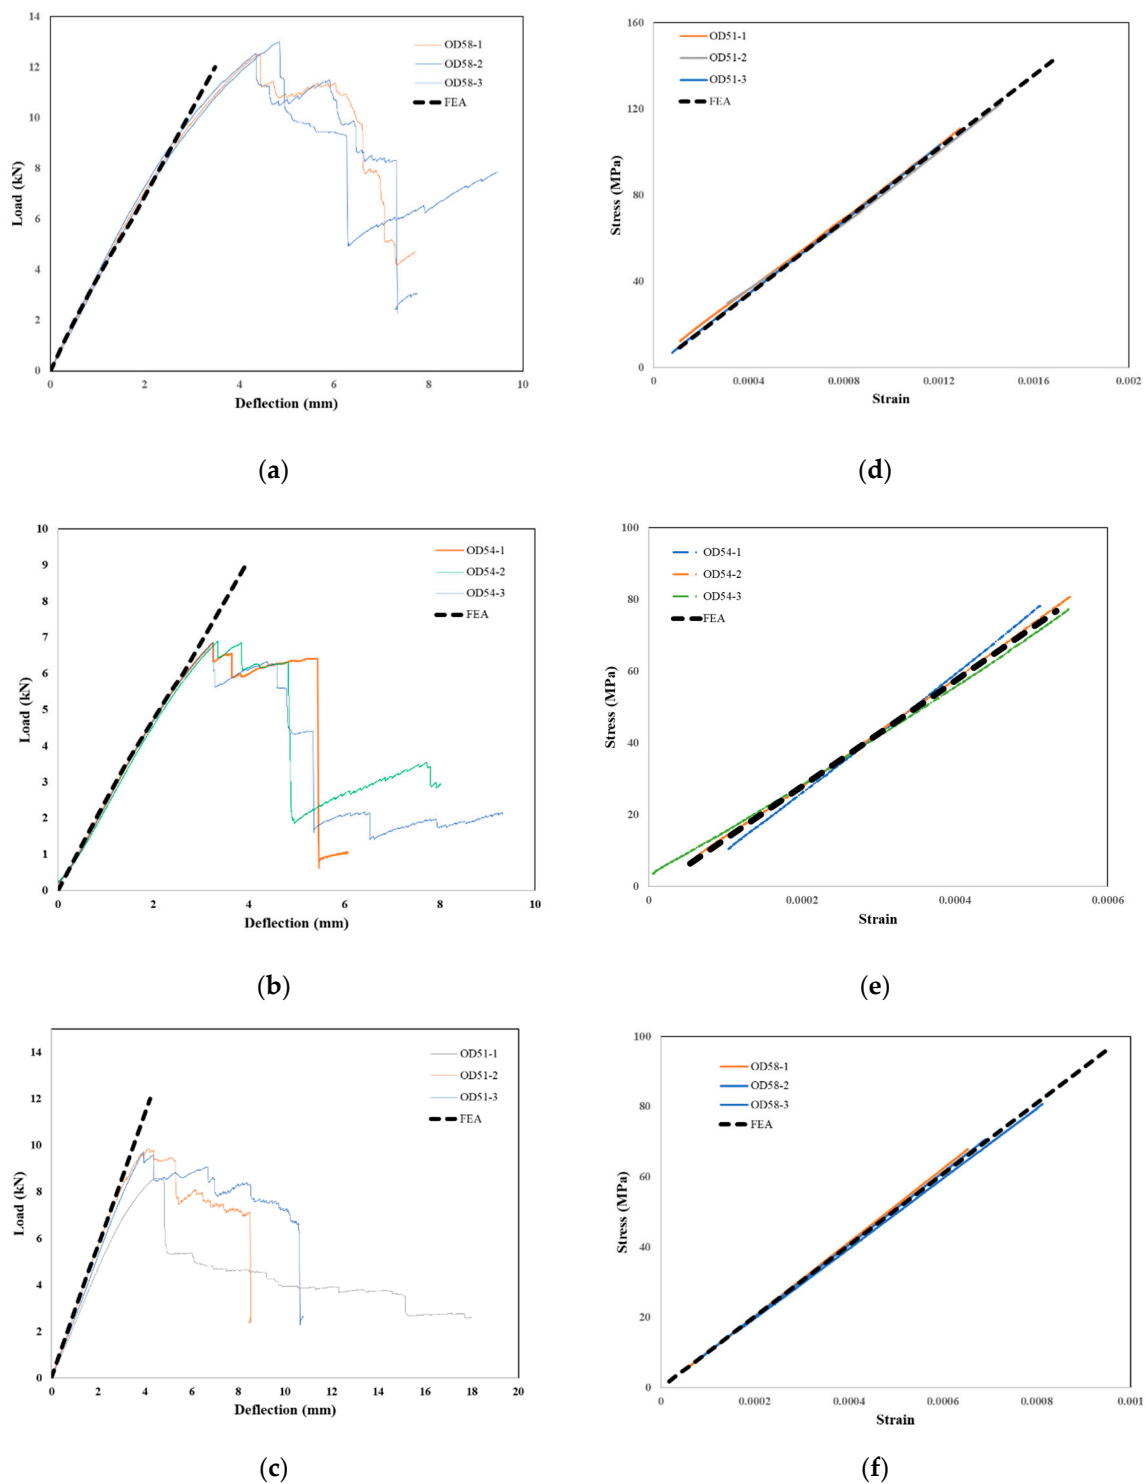 14
12
10
8
6
4
2
0
Load (kN)
OD58-1
OD58-2
OD58-3
FEA
0 2 4 6 8 10
Deflection (mm)
(a)
160
120
80
40
0
Stress (MPa)
OD51-1
OD51-2
OD51-3
FEA
0 0.0004 0.0008 0.0012 0.0016 0.002
Strain
(d)
10
9
8
7
6
5
4
3
2
1
0
Load (kN)
OD54-1
OD54-2
OD54-3
FEA
0 2 4 6 8 10
Deflection (mm)
(b)
100
80
60
40
20
0
Stress (MPa)
OD54-1
OD54-2
OD54-3
FEA
0 0.0002 0.0004 0.0006
Strain
(e)
14
12
10
8
6
4
2
0
Load (kN)
OD51-1
OD51-2
OD51-3
FEA
0 2 4 6 8 10 12 14 16 18 20
Deflection (mm)
(c)
100
80
60
40
20
0
Stress (MPa)
OD58-1
OD58-2
OD58-3
FEA
0 0.0002 0.0004 0.0006 0.0008 0.001
Strain
(f)